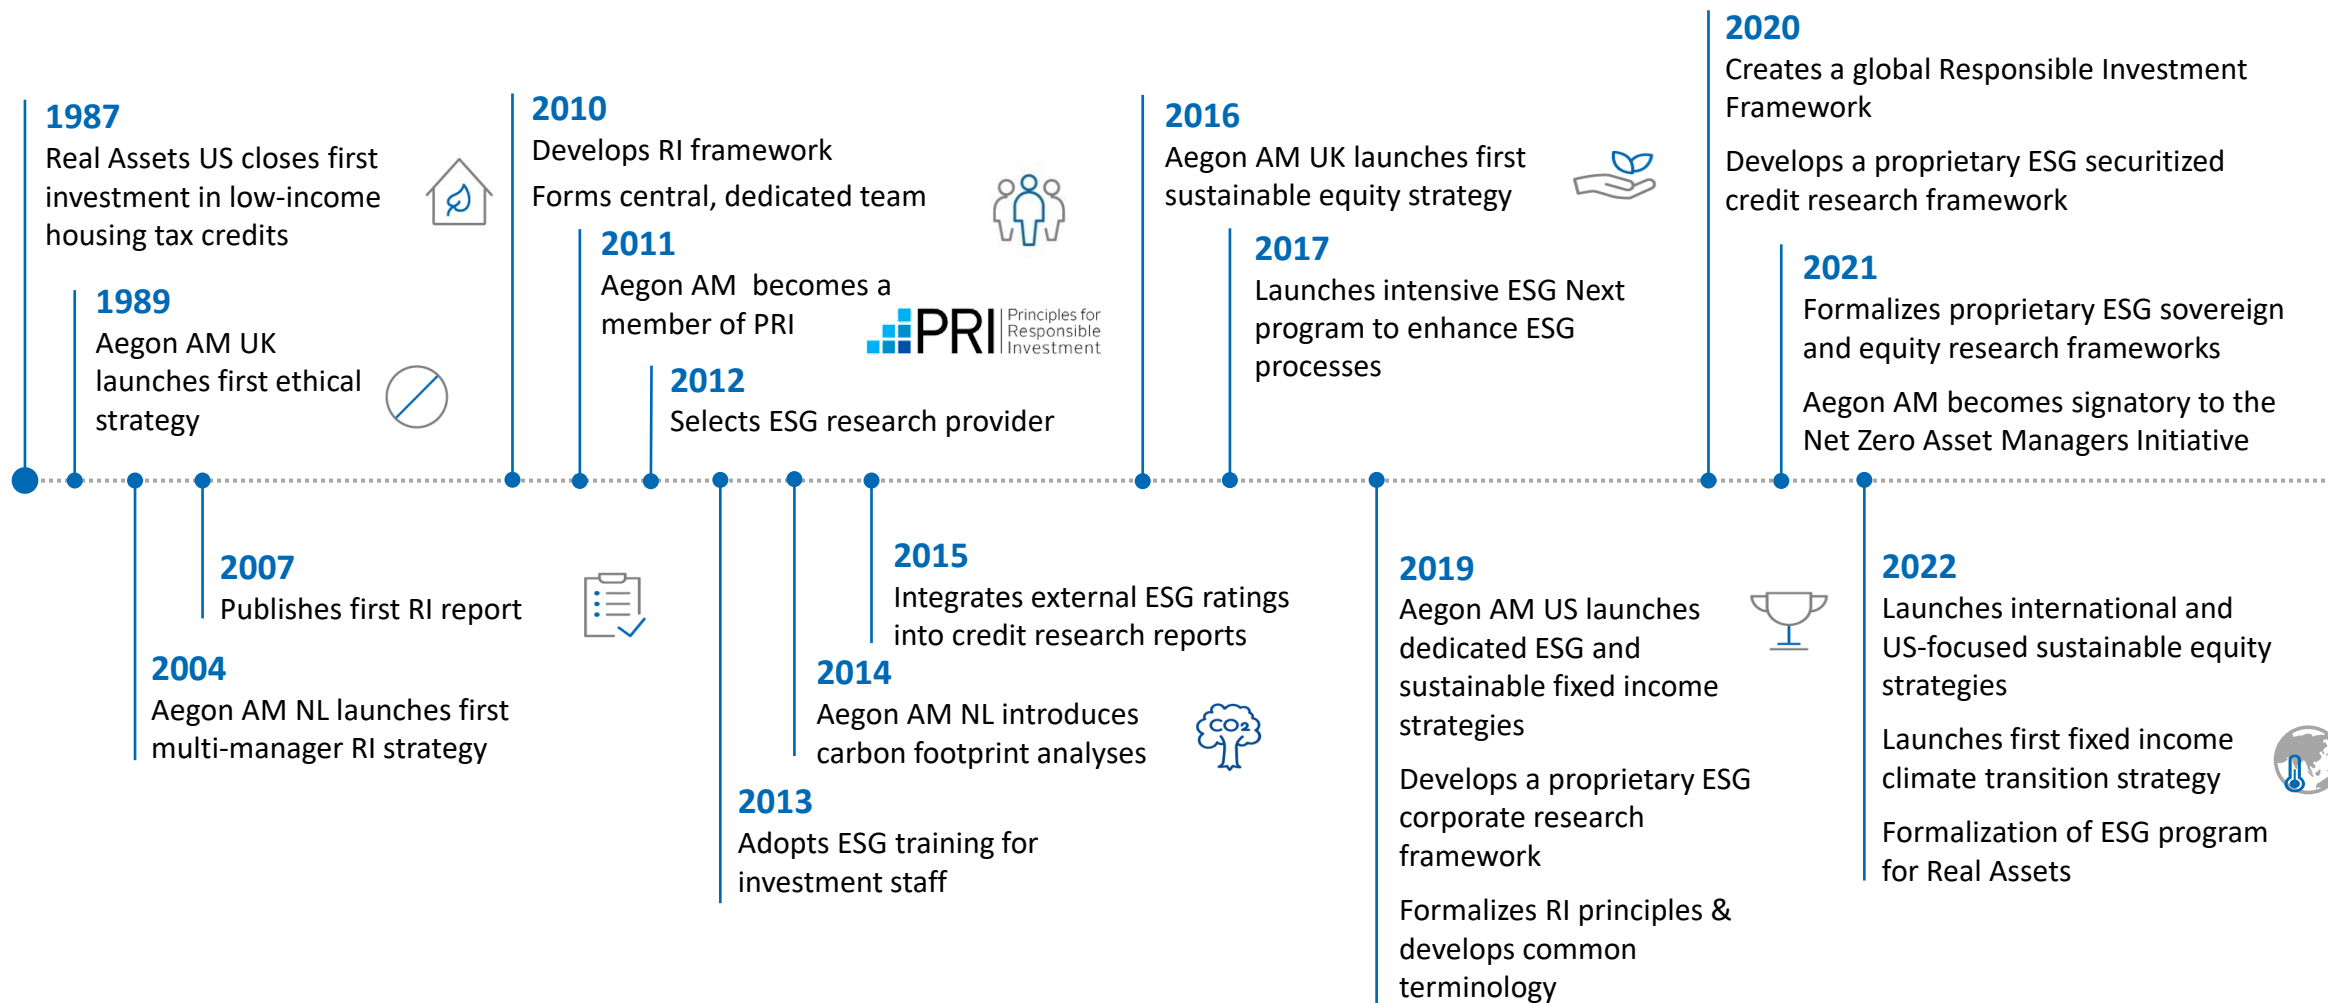 1987
Real Assets US closes first
investment in low-income
housing tax credits
1989
Aegon AM UK
launches first ethical
strategy
2004
Aegon AM NL launches first
multi-manager RI strategy
2007
Publishes first RI report
2010
Develops RI framework
Forms central, dedicated team
2011
Aegon AM becomes a
member of PRI
PRI
Principles for
Responsible
Investment
2012
Selects ESG research provider
2013
Adopts ESG training for
investment staff
2014
Aegon AM NL introduces
carbon footprint analyses
CO2
2015
Integrates external ESG ratings
into credit research reports
2016
Aegon AM UK launches first
sustainable equity strategy
2017
Launches intensive ESG Next
program to enhance ESG
processes
2019
Aegon AM US launches
dedicated ESG and
sustainable fixed income
strategies
Develops a proprietary ESG
corporate research
framework
Formalizes RI principles &
develops common
terminology
2020
Creates a global Responsible Investment
Framework
Develops a proprietary ESG securitized
credit research framework
2021
Formalizes proprietary ESG sovereign
and equity research frameworks
Aegon AM becomes signatory to the
Net Zero Asset Managers Initiative
2022
Launches international and
US-focused sustainable equity
strategies
Launches first fixed income
climate transition strategy
Formalization of ESG program
for Real Assets